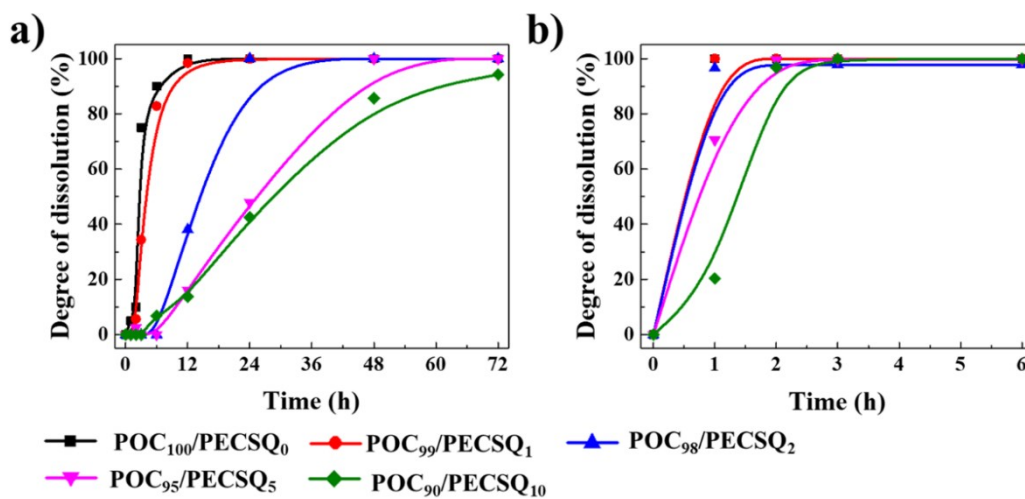 a)
Degree of dissolution (%)
100
80
60
40
20
0
0 12 24 36 48 60 72
Time (h)
b)
Degree of dissolution (%)
100
80
60
40
20
0
0 1 2 3 4 5 6
Time (h)
POC₁₀₀/PECSQ₀ POC₉₉/PECSQ₁ POC₉₈/PECSQ₂
POC₉₅/PECSQ₅ POC₉₀/PECSQ₁₀